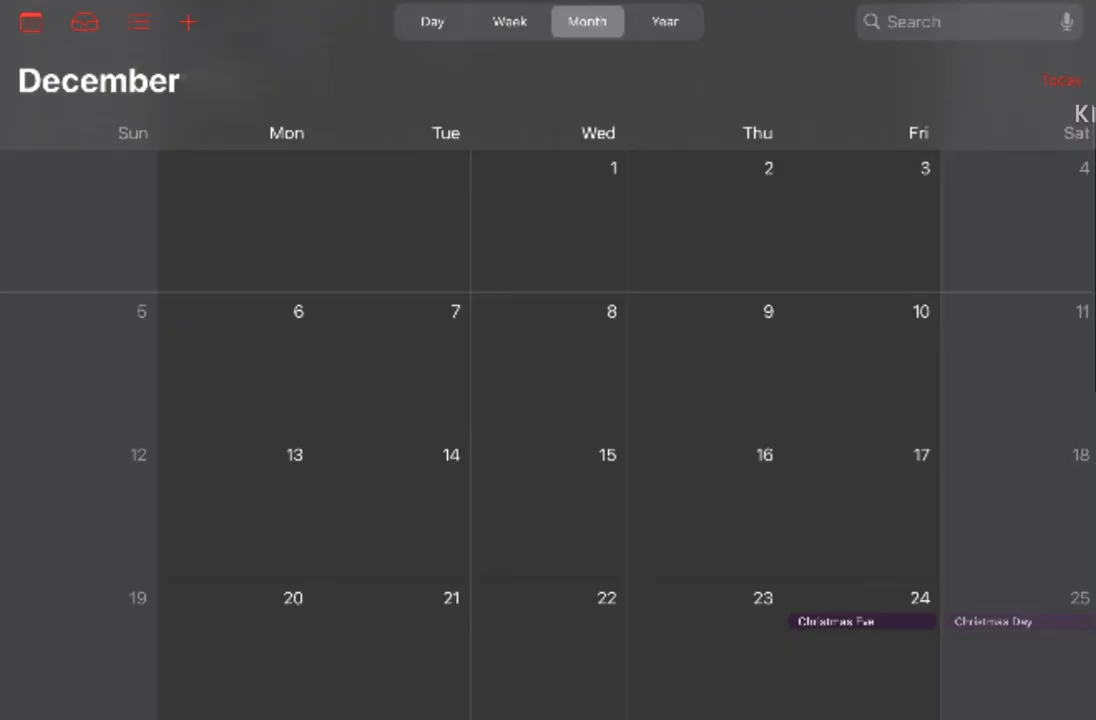 Day Week Month Year Search
December
Today
Sun Mon Tue Wed Thu Fri Sat
1 2 3 4
5 6 7 8 9 10 11
12 13 14 15 16 17 18
19 20 21 22 23 24 25
Christmas Eve Christmas Day